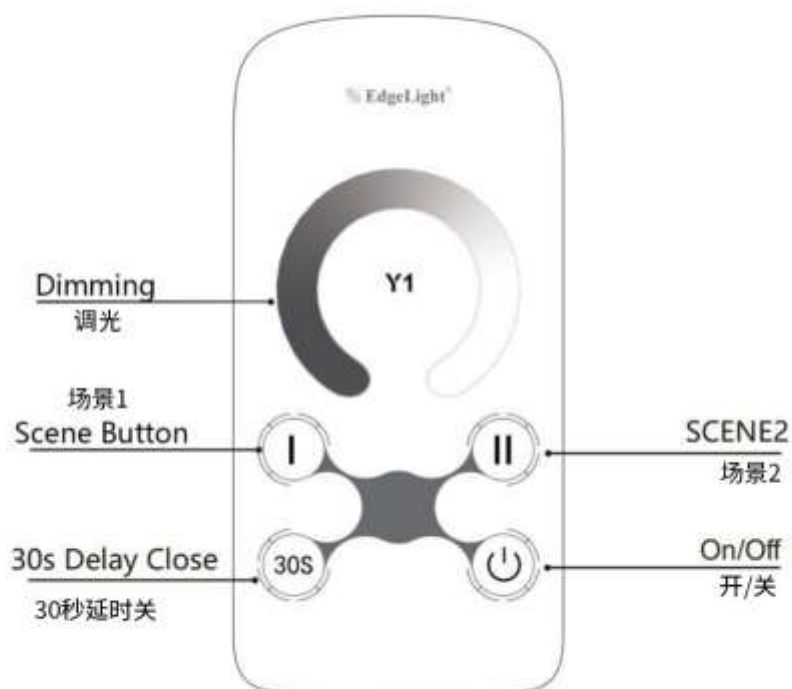 EdgeLight®
Y1
Dimming
调光
场景1
Scene Button
I
II
SCENE2
场景2
30s Delay Close
30秒延时关
30S
On/Off
开/关